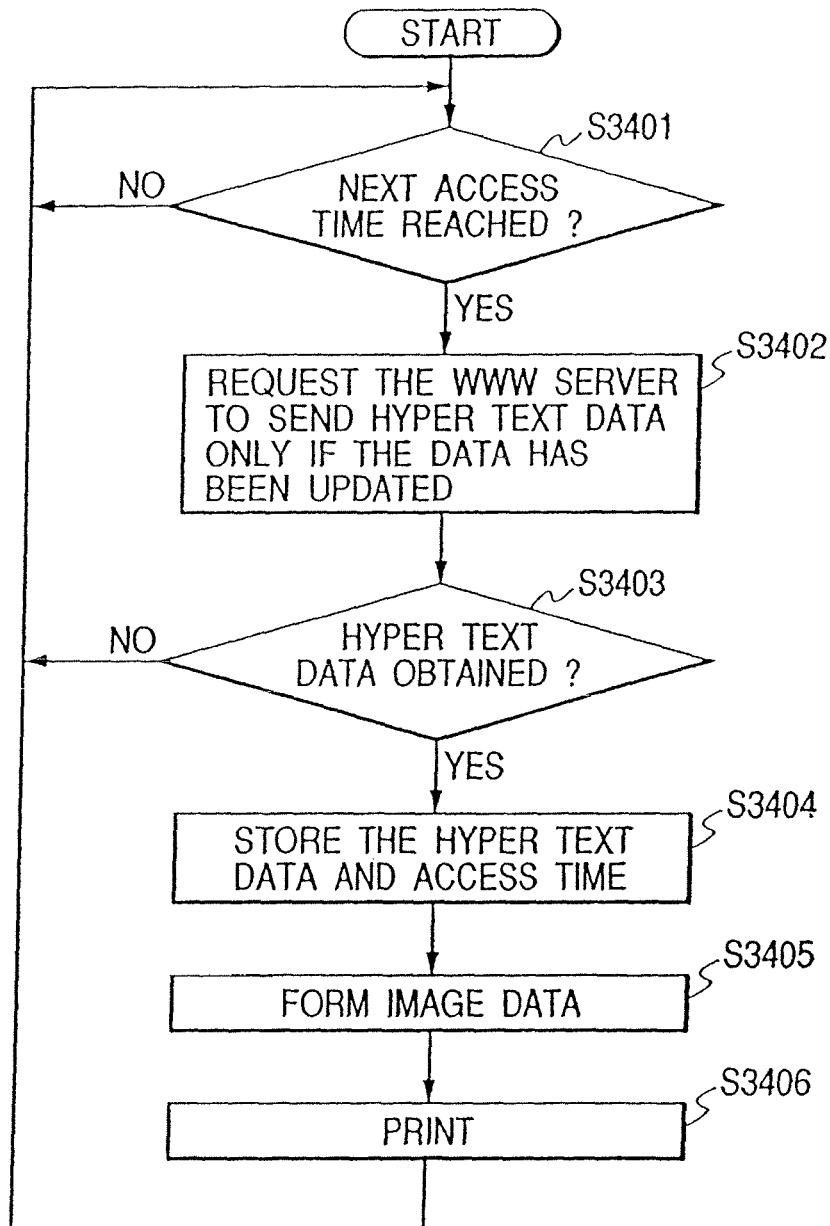 START
S3401
NO
NEXT ACCESS
TIME REACHED ?
YES
S3402
REQUEST THE WWW SERVER
TO SEND HYPER TEXT DATA
ONLY IF THE DATA HAS
BEEN UPDATED
S3403
NO
HYPER TEXT
DATA OBTAINED ?
YES
S3404
STORE THE HYPER TEXT
DATA AND ACCESS TIME
S3405
FORM IMAGE DATA
S3406
PRINT